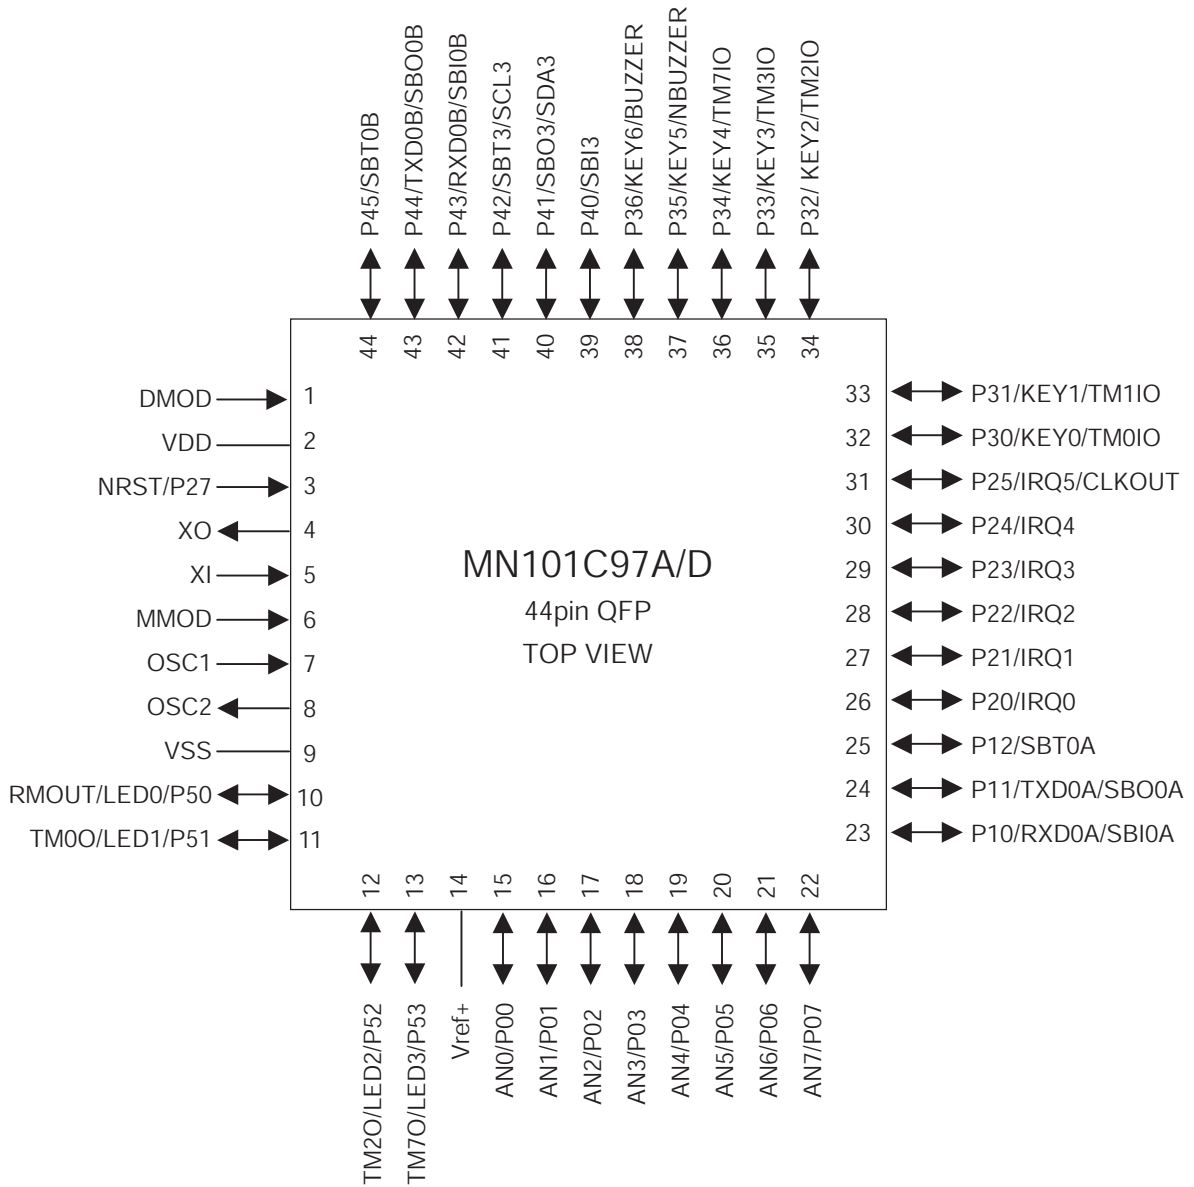 P45/SBT0B
P44/TXD0B/SBO0B
P43/RXD0B/SBI0B
P42/SBT3/SCL3
P41/SBO3/SDA3
P40/SBI3
P36/KEY6/BUZZER
P35/KEY5/NBUZZER
P34/KEY4/TM7IO
P33/KEY3/TM3IO
P32/ KEY2/TM2IO
44
43
42
41
40
39
38
37
36
35
34
DMOD 1
VDD 2
NRST/P27 3
XO 4
XI 5
MMOD 6
OSC1 7
OSC2 8
VSS 9
RMOUT/LED0/P50 10
TM0O/LED1/P51 11
MN101C97A/D
44pin QFP
TOP VIEW
33 P31/KEY1/TM1IO
32 P30/KEY0/TM0IO
31 P25/IRQ5/CLKOUT
30 P24/IRQ4
29 P23/IRQ3
28 P22/IRQ2
27 P21/IRQ1
26 P20/IRQ0
25 P12/SBT0A
24 P11/TXD0A/SBO0A
23 P10/RXD0A/SBI0A
12
13
14
15
16
17
18
19
20
21
22
TM2O/LED2/P52
TM7O/LED3/P53
Vref+
AN0/P00
AN1/P01
AN2/P02
AN3/P03
AN4/P04
AN5/P05
AN6/P06
AN7/P07